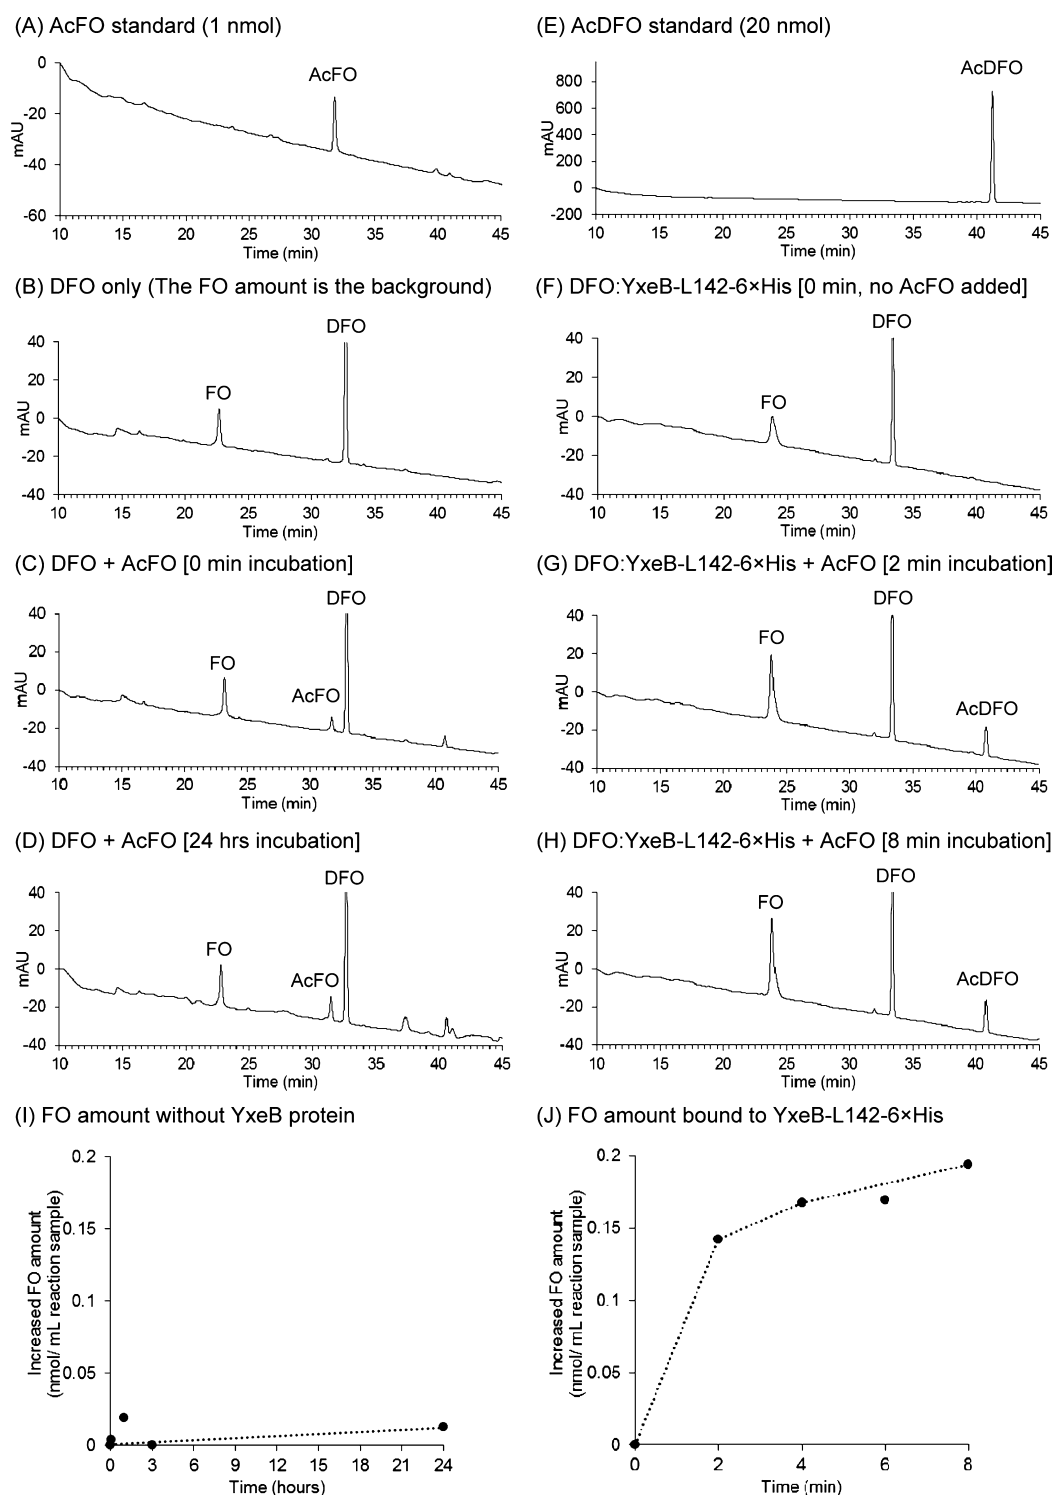 (A) AcFO standard (1 nmol)
AcFO
0
-20
-40
-60
mAU
10 15 20 25 30 35 40 45
Time (min)
(E) AcDFO standard (20 nmol)
AcDFO
800
600
400
200
0
-200
mAU
10 15 20 25 30 35 40 45
Time (min)
(B) DFO only (The FO amount is the background)
DFO
FO
40
20
0
-20
-40
mAU
10 15 20 25 30 35 40 45
Time (min)
(F) DFO:YxeB-L142-6×His [0 min, no AcFO added]
DFO
FO
40
20
0
-20
-40
mAU
10 15 20 25 30 35 40 45
Time (min)
(C) DFO + AcFO [0 min incubation]
DFO
FO
AcFO
40
20
0
-20
-40
mAU
10 15 20 25 30 35 40 45
Time (min)
(G) DFO:YxeB-L142-6×His + AcFO [2 min incubation]
DFO
FO
AcDFO
40
20
0
-20
-40
mAU
10 15 20 25 30 35 40 45
Time (min)
(D) DFO + AcFO [24 hrs incubation]
DFO
FO
AcFO
40
20
0
-20
-40
mAU
10 15 20 25 30 35 40 45
Time (min)
(H) DFO:YxeB-L142-6×His + AcFO [8 min incubation]
DFO
FO
AcDFO
40
20
0
-20
-40
mAU
10 15 20 25 30 35 40 45
Time (min)
(I) FO amount without YxeB protein
0.2
0.15
0.1
0.05
0
Increased FO amount
(nmol/ mL reaction sample)
0 3 6 9 12 15 18 21 24
Time (hours)
(J) FO amount bound to YxeB-L142-6×His
0.2
0.15
0.1
0.05
0
Increased FO amount
(nmol/ mL reaction sample)
0 2 4 6 8
Time (min)